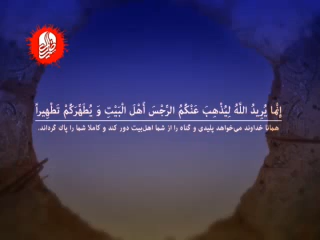 إِنَّمَا يُرِيدُ اللَّهُ لِيُذْهِبَ عَنْكُمُ الرِّجْسَ أَهْلَ الْبَيْتِ وَ يُطَهِّرَكُمْ تَطْهِيراً
همانا خداوند می‌خواهد پلیدی و گناه را از شما اهل‌بیت دور کند و کاملا شما را پاک گرداند.